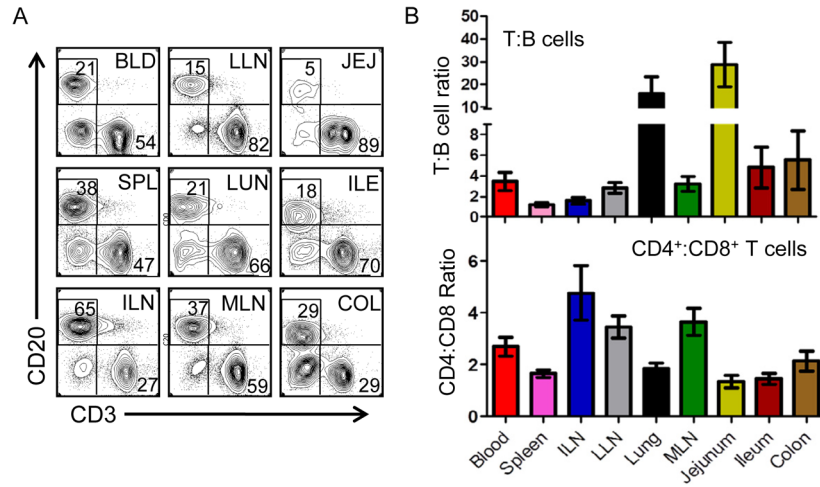 A
BLD
21
54
LLN
15
82
JEJ
5
89
SPL
38
47
LUN
21
66
ILE
18
70
ILN
65
27
MLN
37
59
COL
29
29
CD20
CD3
B
T:B cells
T:B cell ratio
50
40
30
20
10
8
6
4
2
0
CD4⁺:CD8⁺ T cells
CD4:CD8 Ratio
6
4
2
0
Blood
Spleen
ILN
LLN
Lung
MLN
Jejunum
Ileum
Colon